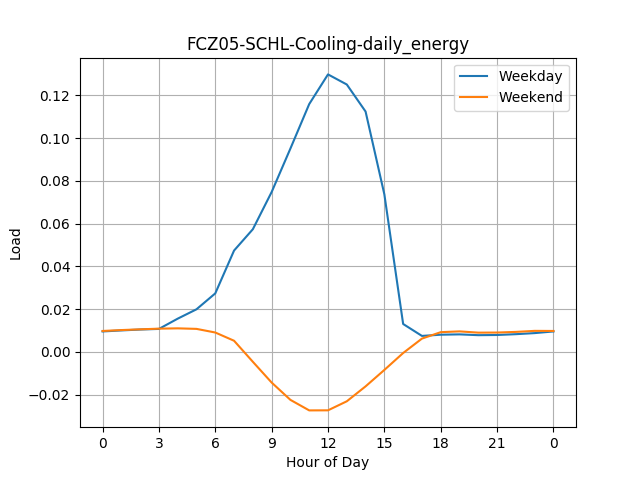 FCZ05-SCHL-Cooling-daily_energy
Weekday
Weekend
0.12
0.10
0.08
0.06
0.04
0.02
0.00
−0.02
Load
0 3 6 9 12 15 18 21 0
Hour of Day